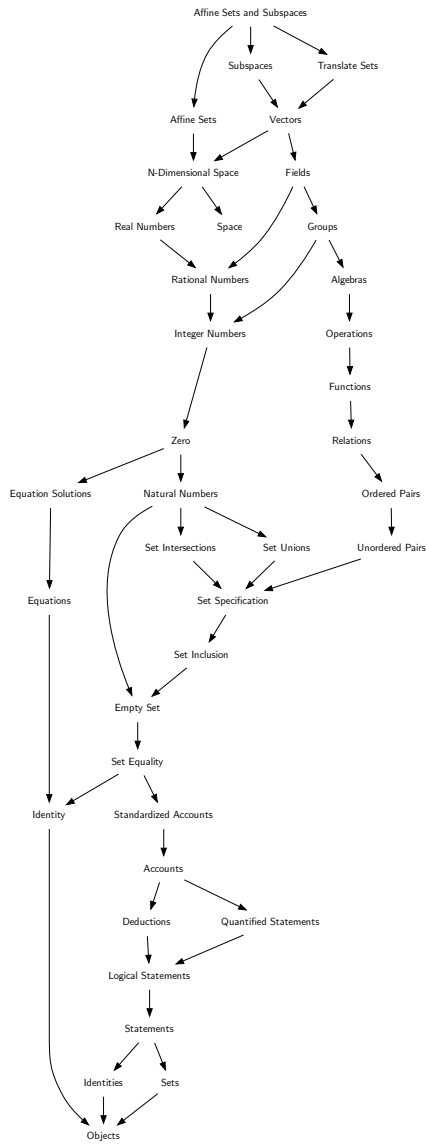 Affine Sets and Subspaces
Subspaces
Translate Sets
Affine Sets
Vectors
N-Dimensional Space
Fields
Real Numbers
Space
Groups
Rational Numbers
Algebras
Integer Numbers
Operations
Functions
Zero
Relations
Equation Solutions
Natural Numbers
Ordered Pairs
Set Intersections
Set Unions
Unordered Pairs
Equations
Set Specification
Set Inclusion
Empty Set
Set Equality
Identity
Standardized Accounts
Accounts
Deductions
Quantified Statements
Logical Statements
Statements
Identities
Sets
Objects